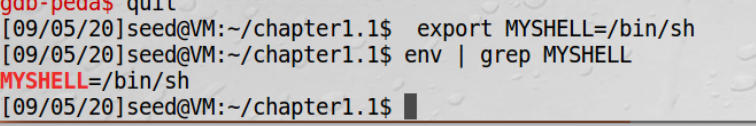 gdb-peda$ quit
[09/05/20]seed@VM:~/chapter1.1$  export MYSHELL=/bin/sh
[09/05/20]seed@VM:~/chapter1.1$ env | grep MYSHELL
MYSHELL=/bin/sh
[09/05/20]seed@VM:~/chapter1.1$